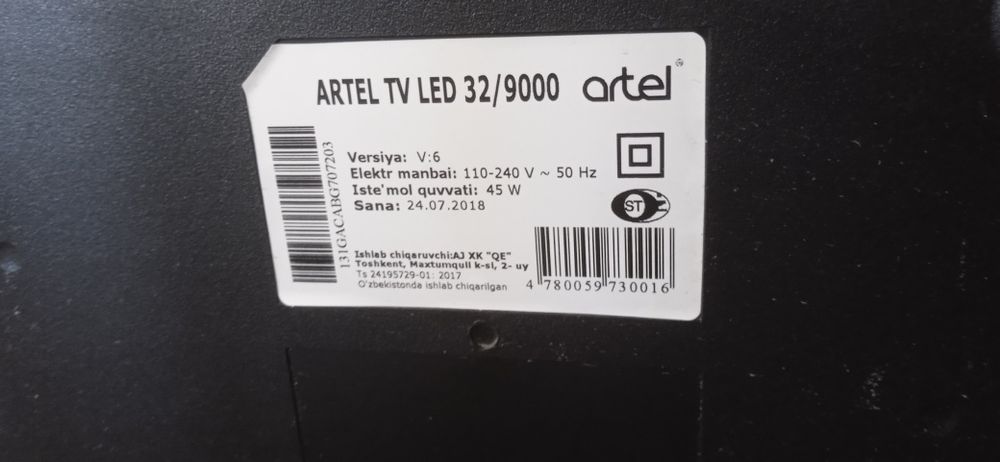 ARTEL TV LED 32/9000 artel®
131GACABG707203
Versiya: V:6
Elektr manbai: 110-240 V ~ 50 Hz
Iste'mol quvvati: 45 W
Sana: 24.07.2018
ST
Ishlab chiqaruvchi:AJ XK "QE"
Toshkent, Maxtumquli k-si, 2- uy
Ts 24195729-01: 2017
O'zbekistonda ishlab chiqarilgan
4 780059 730016